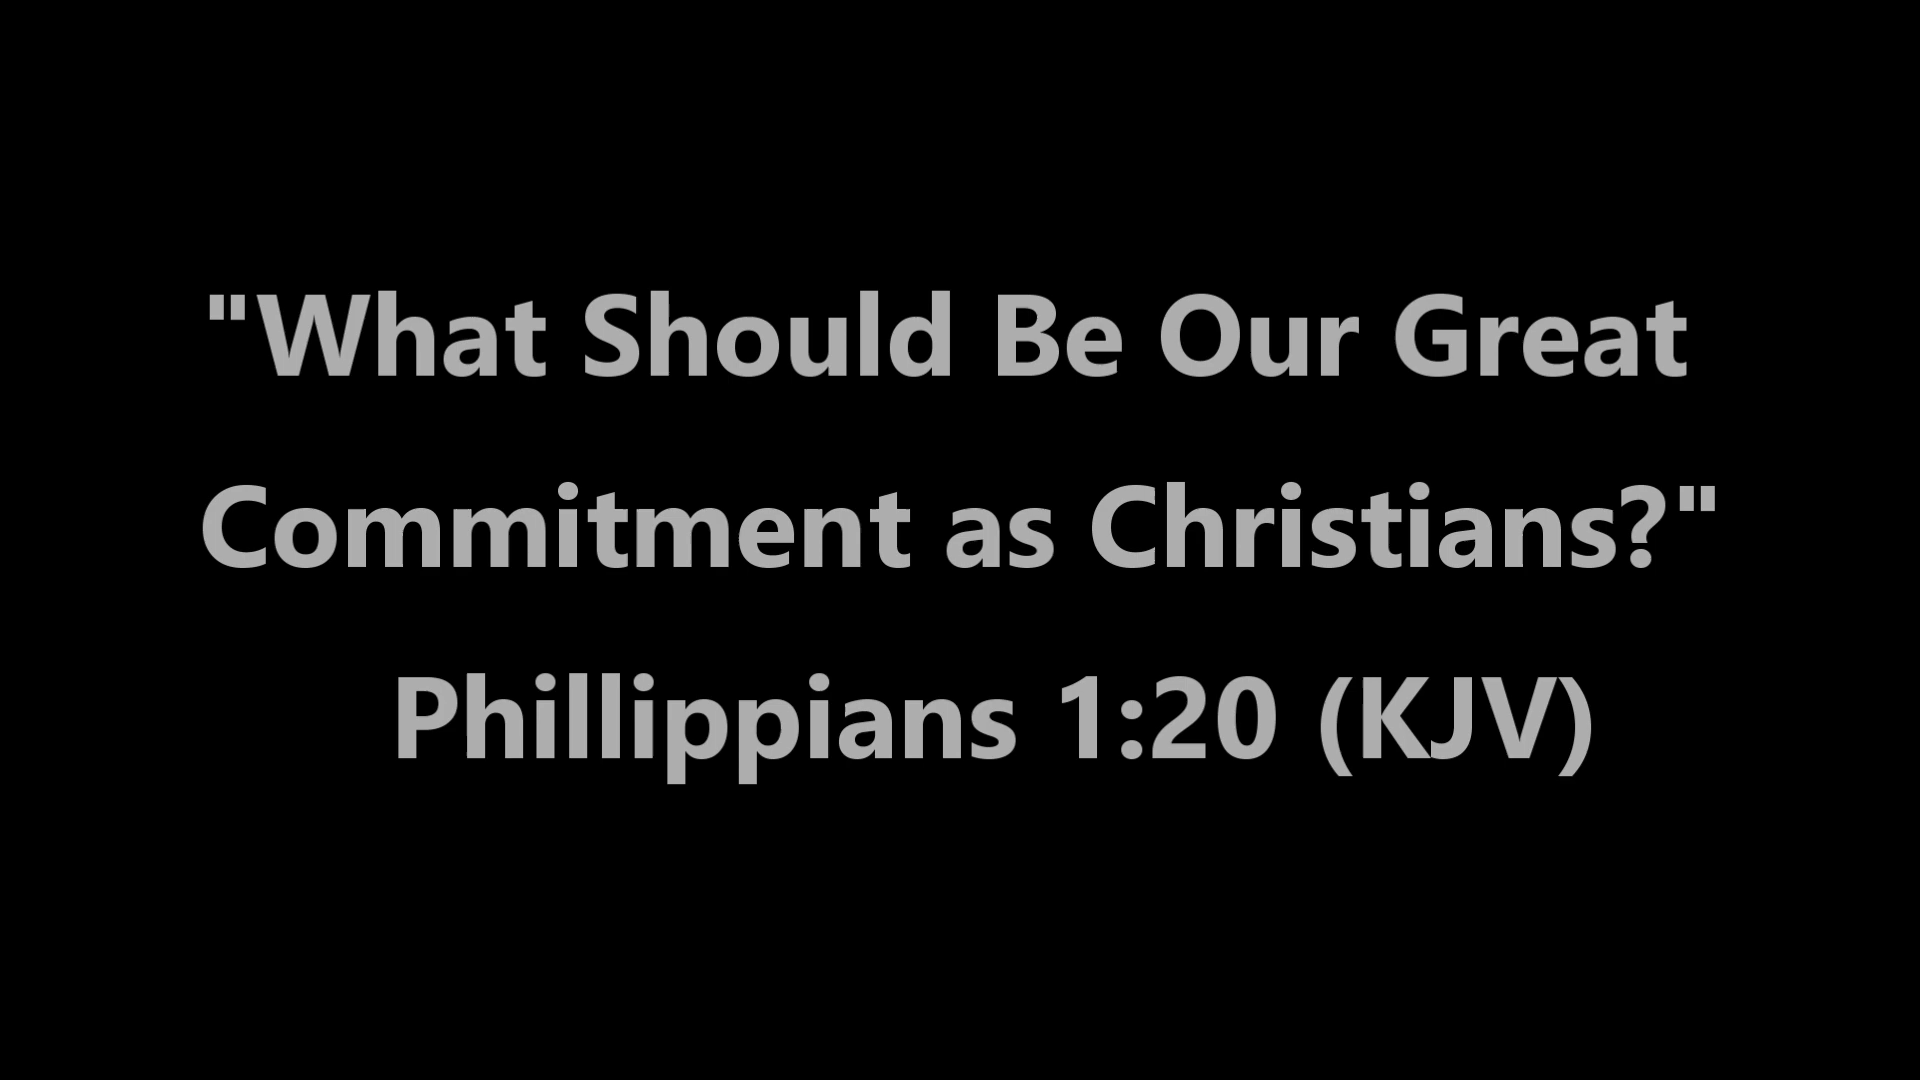 "What Should Be Our Great
Commitment as Christians?"
Phillippians 1:20 (KJV)